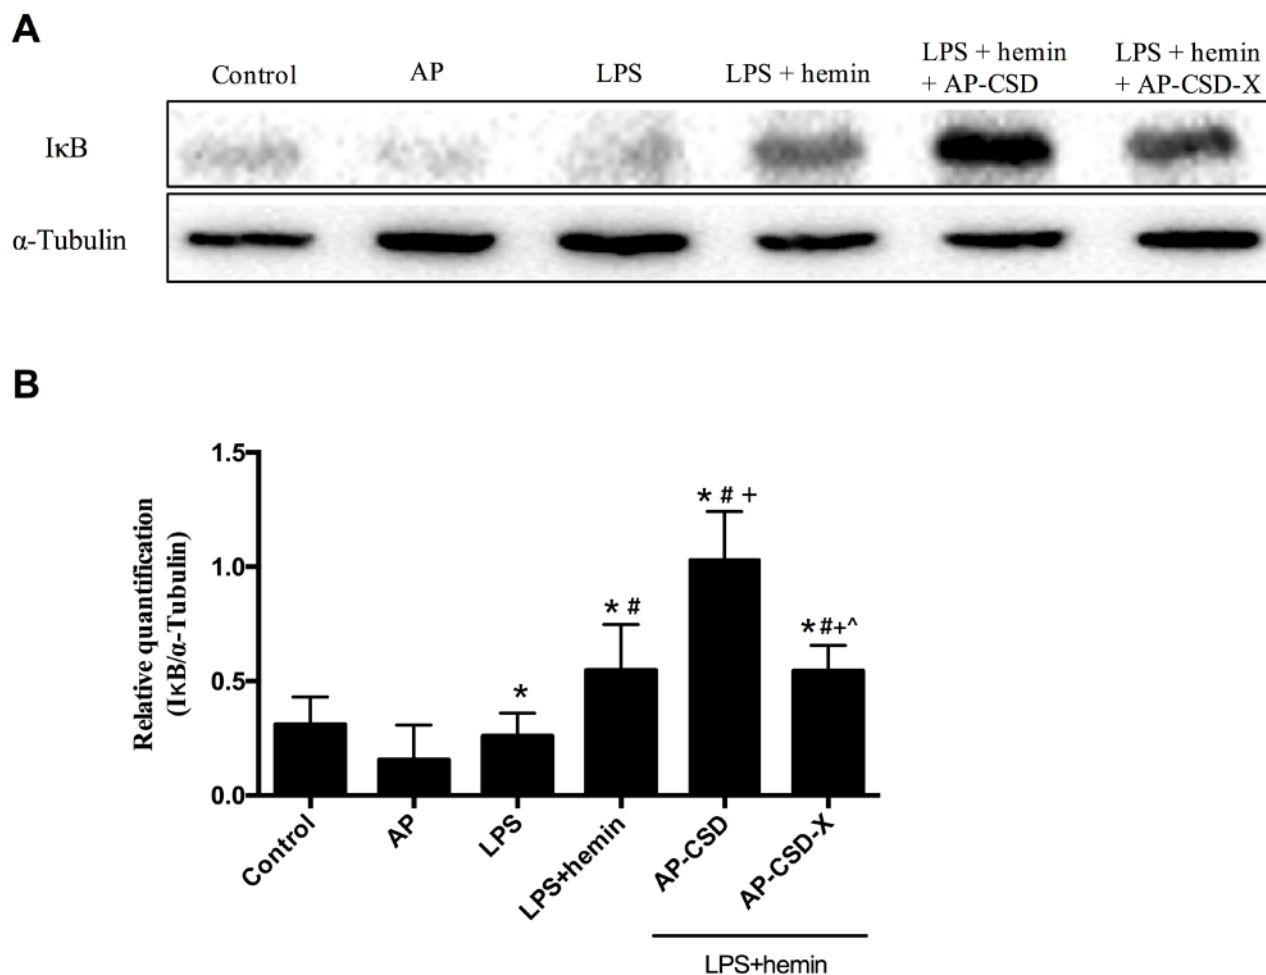 A
Control AP LPS LPS + hemin LPS + hemin + AP-CSD LPS + hemin + AP-CSD-X
IκB
α-Tubulin
B
Relative quantification
(IκB/α-Tubulin)
1.5
1.0
0.5
0.0
*
* #
* # +
*#+^
Control
AP
LPS
LPS+hemin
AP-CSD
AP-CSD-X
LPS+hemin